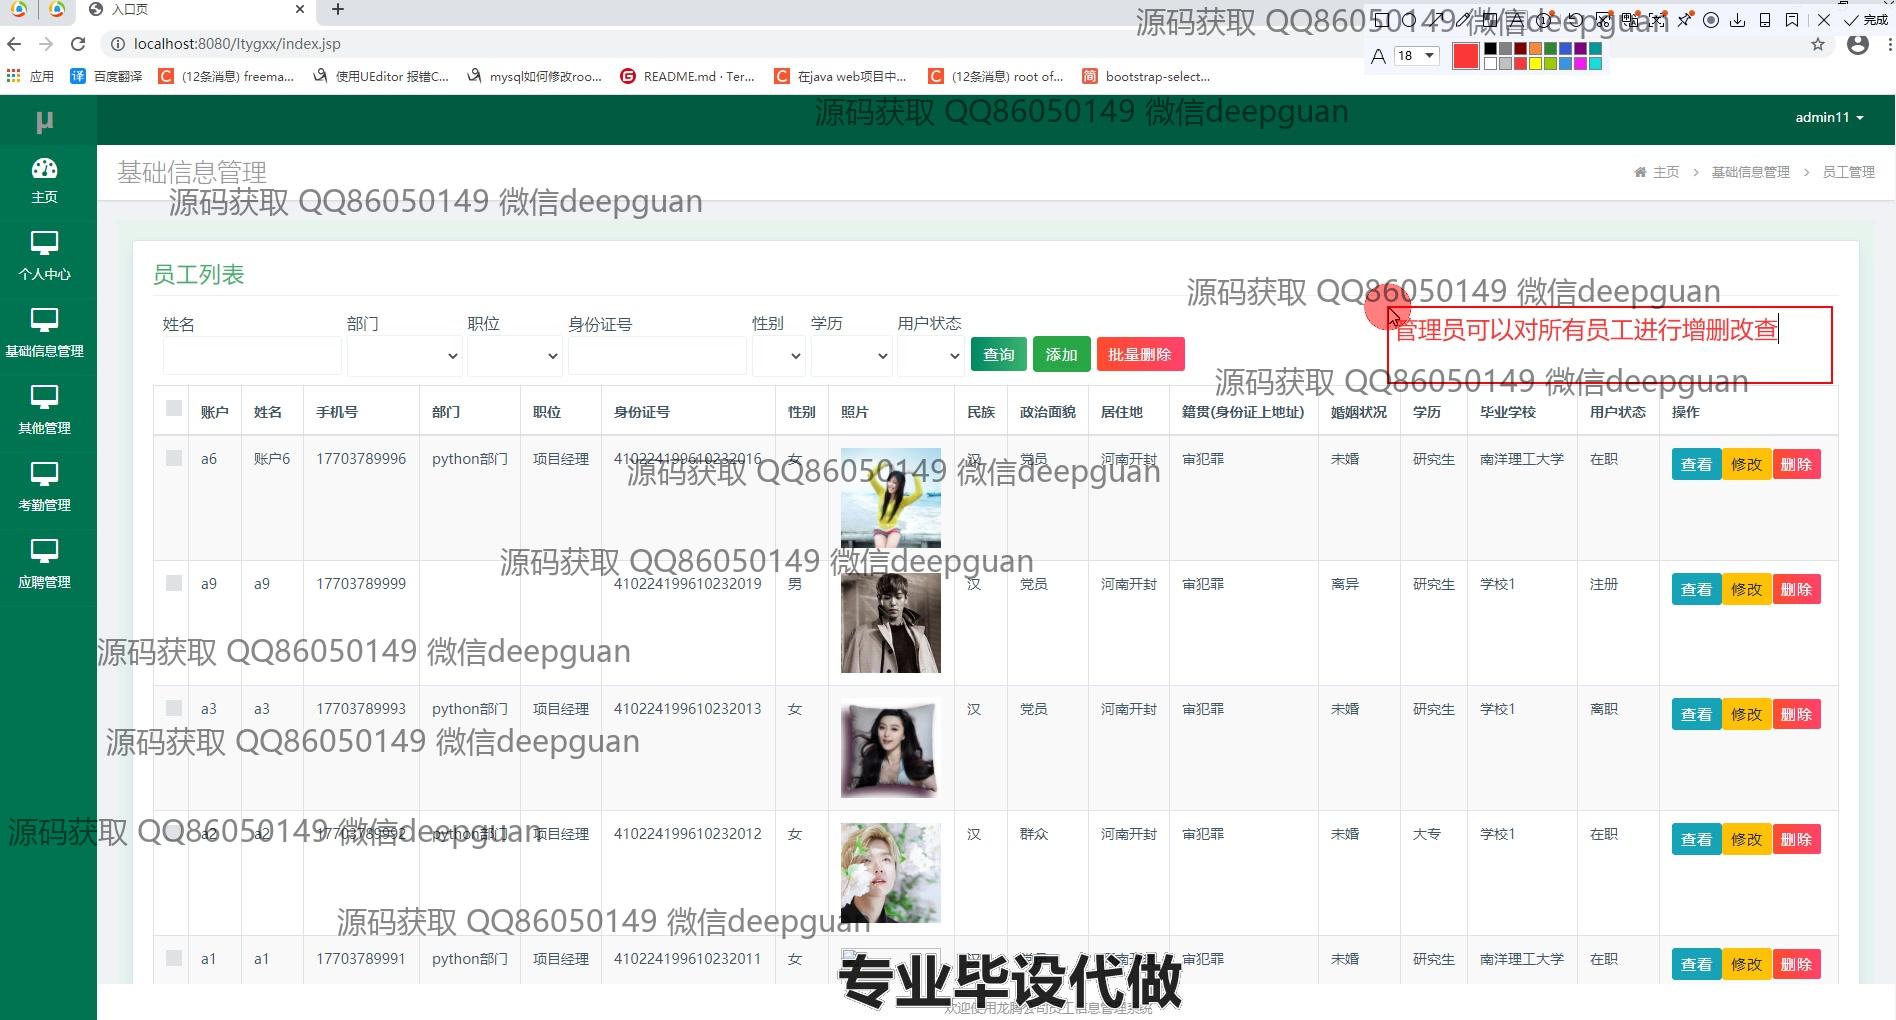 入口页
localhost:8080/ltygxx/index.jsp
完成
A 18
应用 百度翻译 (12条消息) freema... 使用UEditor 报错C... mysql如何修改roo... README.md · Ter... 在java web项目中... (12条消息) root of... bootstrap-select...
源码获取 QQ86050149 微信deepguan
μ
源码获取 QQ86050149 微信deepguan
admin11
基础信息管理
主页 > 基础信息管理 > 员工管理
源码获取 QQ86050149 微信deepguan
主页
个人中心
基础信息管理
其他管理
考勤管理
应聘管理
员工列表
源码获取 QQ86050149 微信deepguan
管理员可以对所有员工进行增删改查
姓名 部门 职位 身份证号 性别 学历 用户状态
查询 添加 批量删除
源码获取 QQ86050149 微信deepguan
账户 姓名 手机号 部门 职位 身份证号 性别 照片 民族 政治面貌 居住地 籍贯(身份证上地址) 婚姻状况 学历 毕业学校 用户状态 操作
a6 账户6 17703789996 python部门 项目经理 410224199610232016 女 汉 党员 河南开封 审犯罪 未婚 研究生 南洋理工大学 在职 查看 修改 删除
源码获取 QQ86050149 微信deepguan
源码获取 QQ86050149 微信deepguan
a9 a9 17703789999 410224199610232019 男 汉 党员 河南开封 审犯罪 离异 研究生 学校1 注册 查看 修改 删除
源码获取 QQ86050149 微信deepguan
a3 a3 17703789993 python部门 项目经理 410224199610232013 女 汉 党员 河南开封 审犯罪 未婚 研究生 学校1 离职 查看 修改 删除
源码获取 QQ86050149 微信deepguan
a2 a2 17703789992 python部门 项目经理 410224199610232012 女 汉 群众 河南开封 审犯罪 未婚 大专 学校1 在职 查看 修改 删除
源码获取 QQ86050149 微信deepguan
源码获取 QQ86050149 微信deepguan
a1 a1 17703789991 python部门 项目经理 410224199610232011 女 汉 党员 河南开封 审犯罪 未婚 研究生 南洋理工大学 在职 查看 修改 删除
专业毕设代做
欢迎使用龙腾公司员工信息管理系统